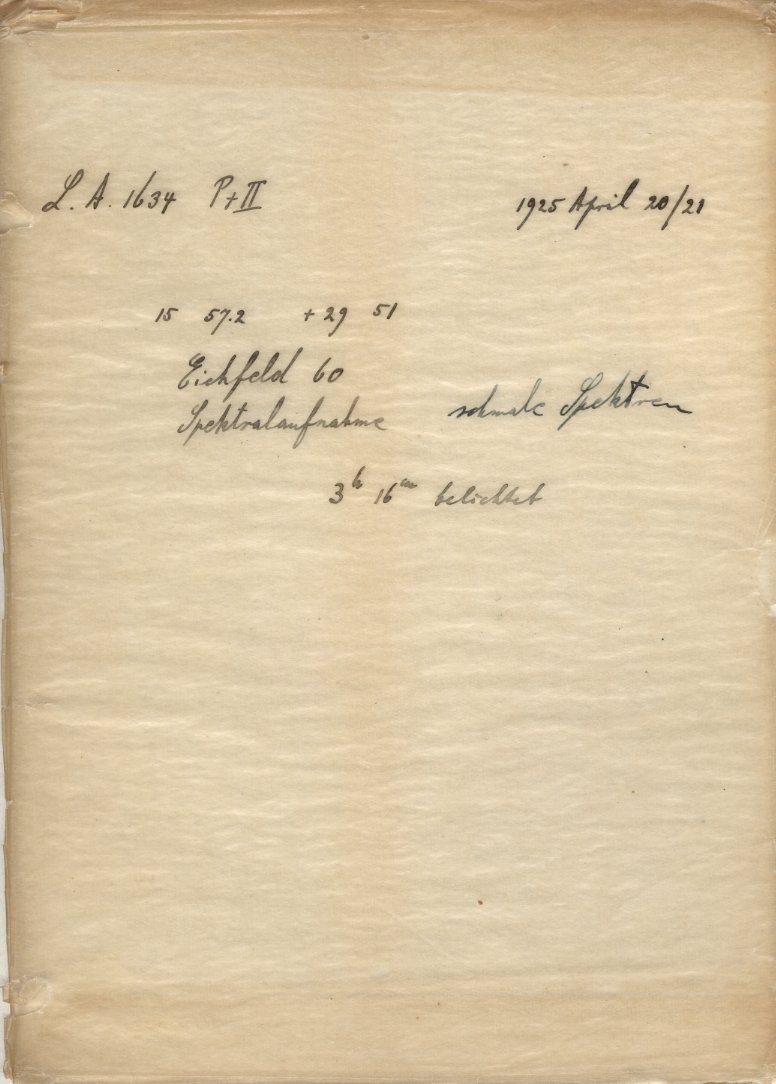 L. A. 1634 P+II 1925 April 20/21
15 57.2 +29 51
Eichfeld 60
Spektralaufnahme schmale Spektren
3h 16m belichtet